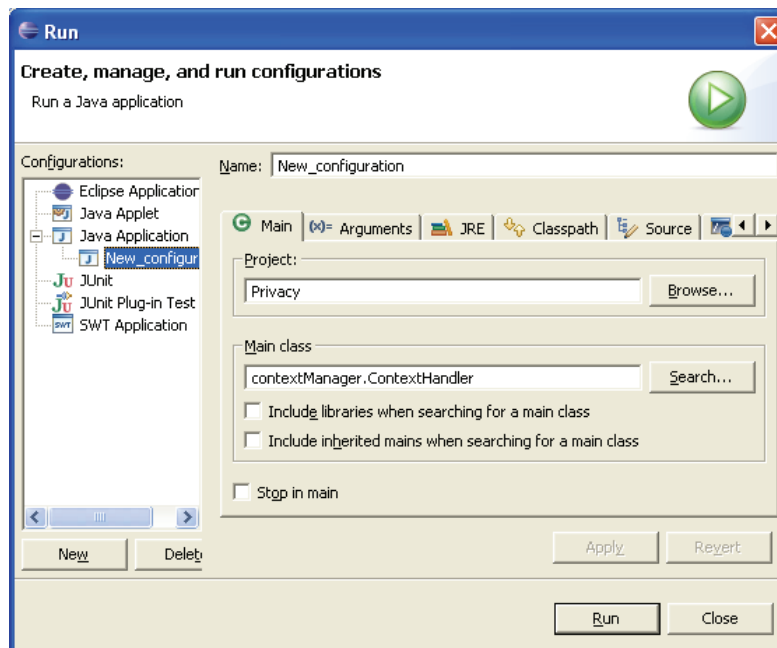 Run
Create, manage, and run configurations
Run a Java application
Configurations:
Eclipse Applicatior
Java Applet
Java Application
New_configur
JUnit
JUnit Plug-in Test
SWT Application
New
Delet
Name: New_configuration
Main (x)= Arguments JRE Classpath Source
Project:
Privacy
Browse...
Main class
contextManager.ContextHandler
Search...
Include libraries when searching for a main class
Include inherited mains when searching for a main class
Stop in main
Apply Revert
Run Close